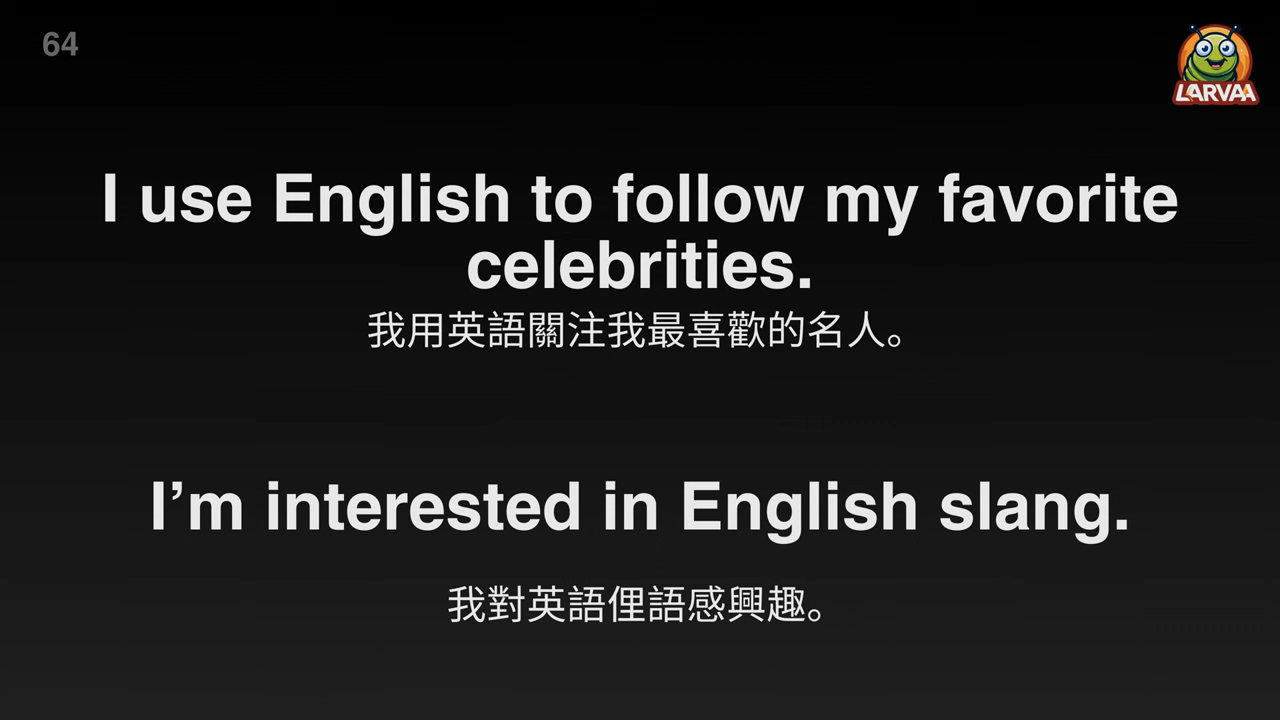 64
LARVAA
I use English to follow my favorite
celebrities.
我用英語關注我最喜歡的名人。
I’m interested in English slang.
我對英語俚語感興趣。